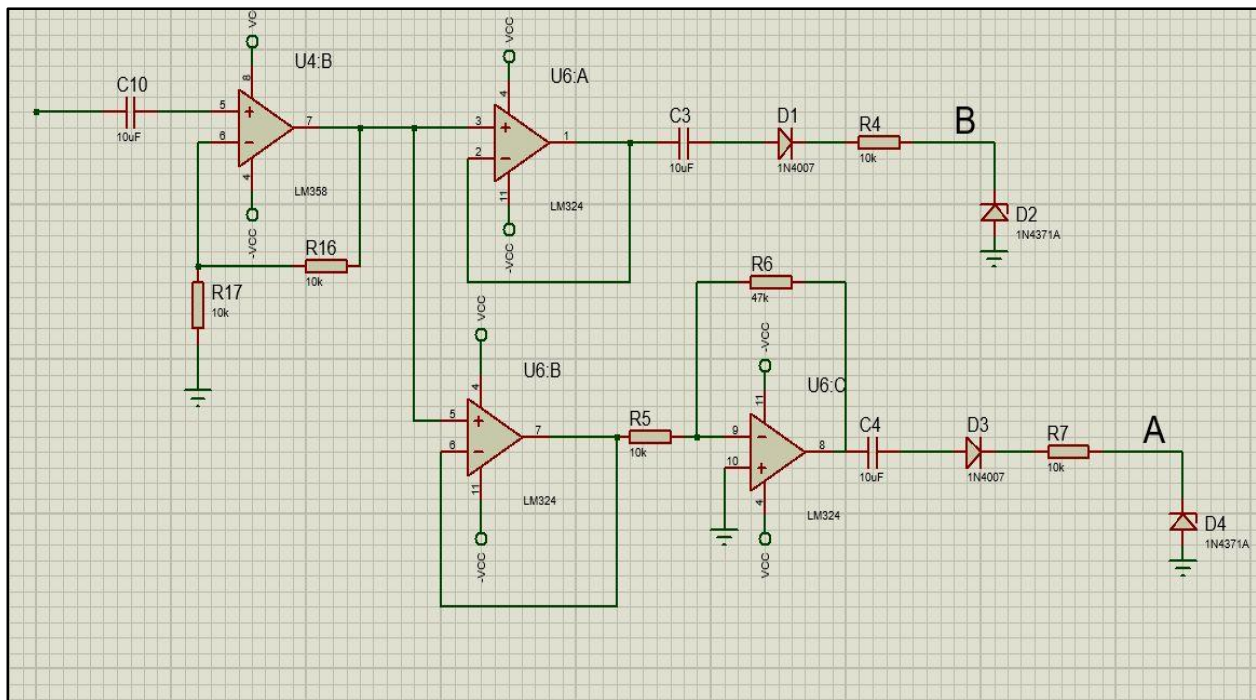 VCC
U4:B
C10
10uF
8
5
6
7
4
LM358
-VCC
R16
10k
R17
10k
VCC
U6:A
4
3
2
1
11
LM324
-VCC
C3
10uF
D1
1N4007
R4
10k
B
D2
1N4371A
VCC
U6:B
4
5
6
7
11
LM324
-VCC
R5
10k
R6
47k
-VCC
U6:C
11
9
10
8
4
LM324
VCC
C4
10uF
D3
1N4007
R7
10k
A
D4
1N4371A